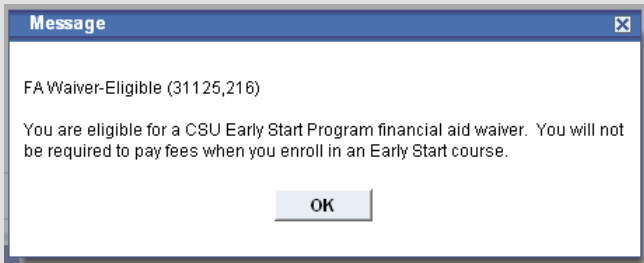 Message
FA Waiver-Eligible (31125,216)
You are eligible for a CSU Early Start Program financial aid waiver. You will not
be required to pay fees when you enroll in an Early Start course.
OK